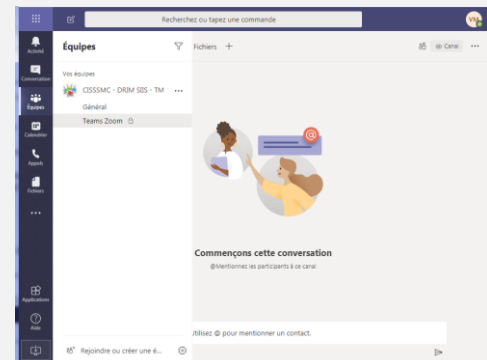 Recherchez ou tapez une commande
VM
Activité
Conversation
Équipes
Calendrier
Appels
Fichiers
Applications
Aide
Équipes
Vos équipes
CISSSMC - DRIM SIIS - TM
Général
Teams Zoom
Rejoindre ou créer une é...
Fichiers
Canal
@
Commençons cette conversation
@Mentionnez les participants à ce canal
Utilisez @ pour mentionner un contact.